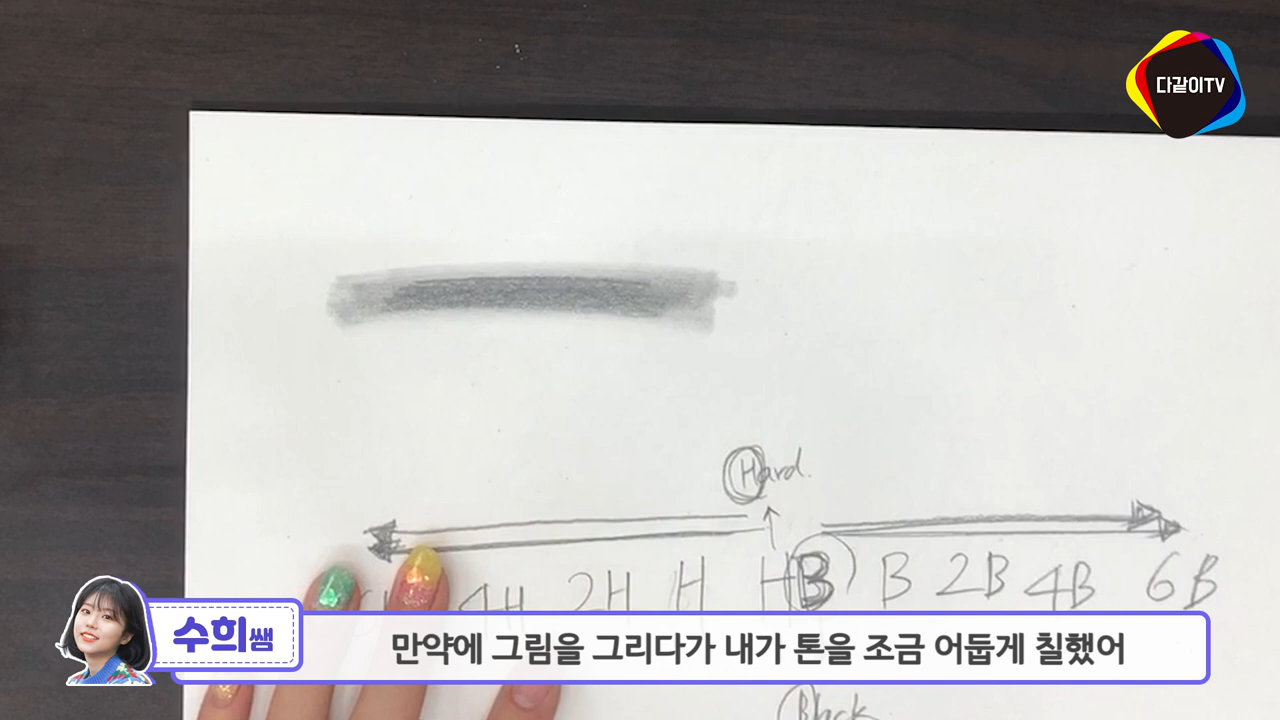 다같이TV
Hard.
4H 2H H HB B 2B 4B 6B
수희쌤
만약에 그림을 그리다가 내가 톤을 조금 어둡게 칠했어
Black